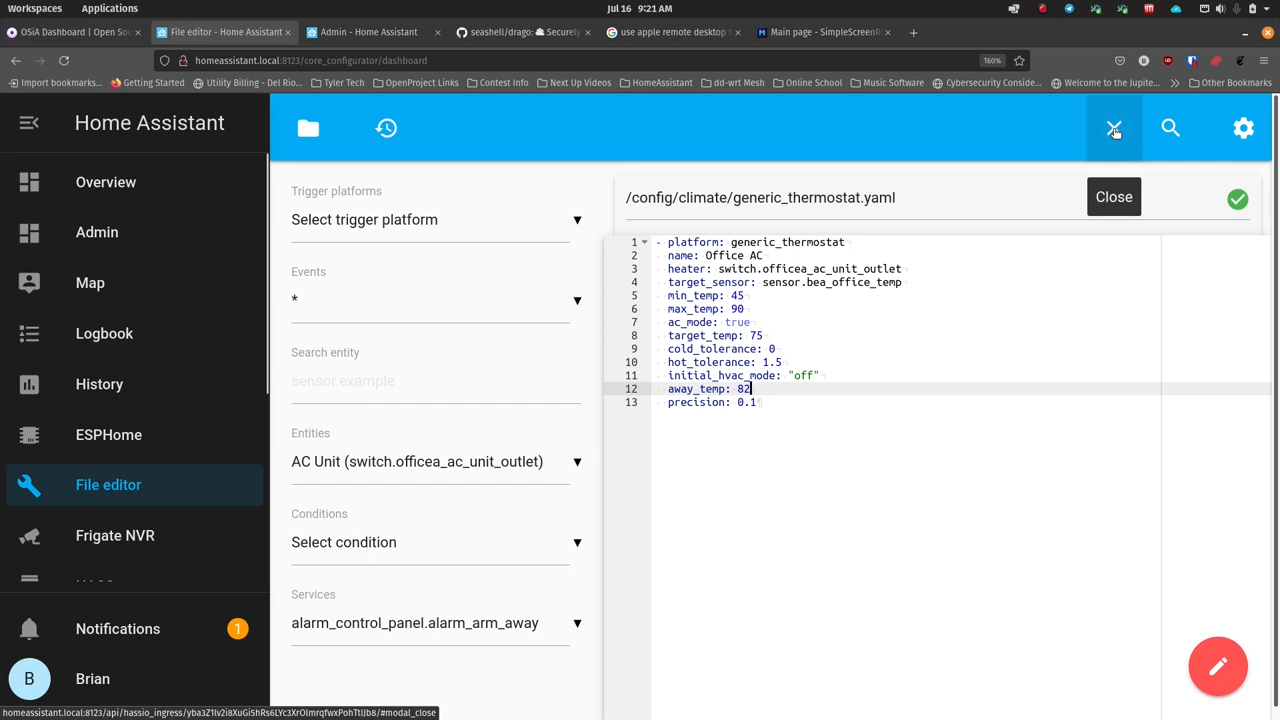 Workspaces Applications Jul 16 9:21 AM
OSiA Dashboard | Open Sou
File editor - Home Assistant
Admin - Home Assistant
seashell/drago: ☁ Securely
use apple remote desktop f
Main page - SimpleScreenR
homeassistant.local:8123/core_configurator/dashboard
160%
Import bookmarks... Getting Started Utility Billing - Del Rio... Tyler Tech OpenProject Links Contest Info Next Up Videos HomeAssistant dd-wrt Mesh Online School Music Software Cybersecurity Conside... Welcome to the Jupite... Other Bookmarks
Home Assistant
Overview
Admin
Map
Logbook
History
ESPHome
File editor
Frigate NVR
Notifications 1
B Brian
Trigger platforms
Select trigger platform
Events
*
Search entity
sensor.example
Entities
AC Unit (switch.officea_ac_unit_outlet)
Conditions
Select condition
Services
alarm_control_panel.alarm_arm_away
/config/climate/generic_thermostat.yaml
Close
1 - platform: generic_thermostat
2 name: Office AC
3 heater: switch.officea_ac_unit_outlet
4 target_sensor: sensor.bea_office_temp
5 min_temp: 45
6 max_temp: 90
7 ac_mode: true
8 target_temp: 75
9 cold_tolerance: 0
10 hot_tolerance: 1.5
11 initial_hvac_mode: "off"
12 away_temp: 82
13 precision: 0.1